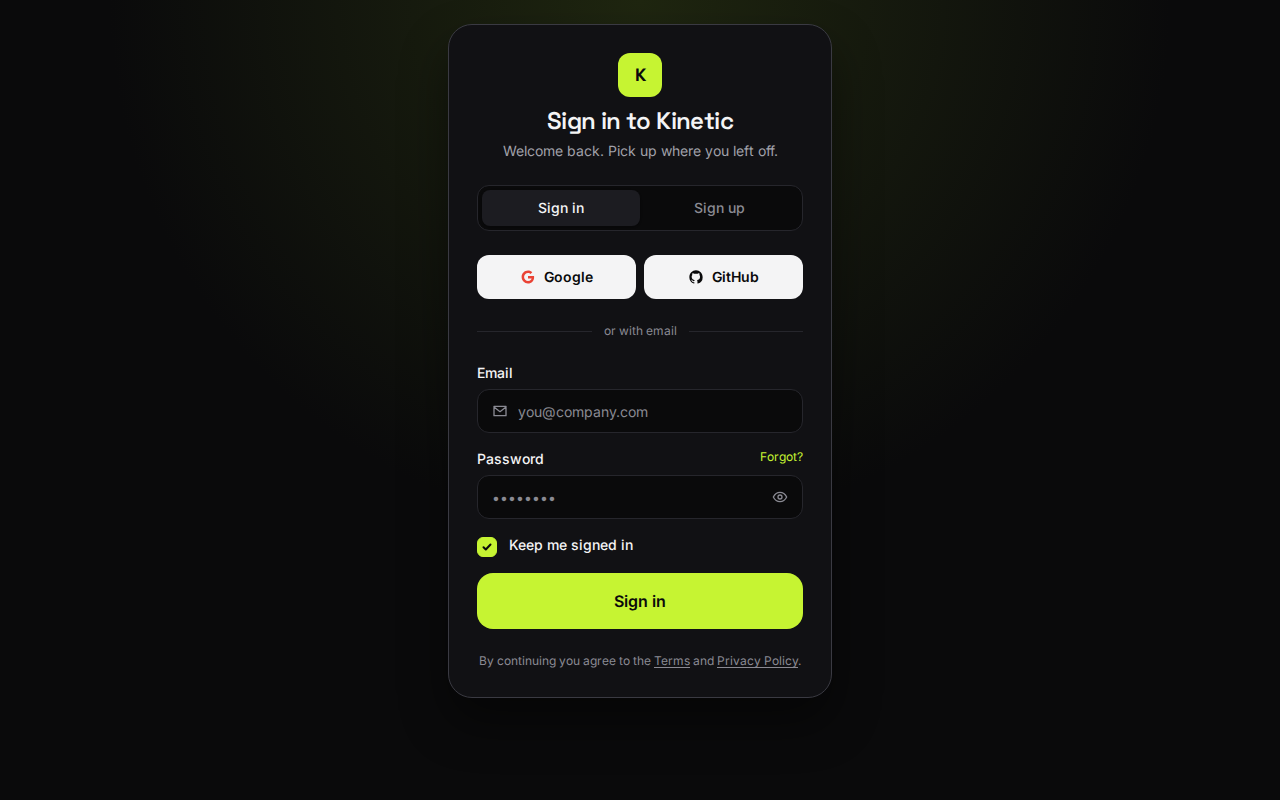 K
Sign in to Kinetic
Welcome back. Pick up where you left off.
Sign in Sign up
Google GitHub
or with email
Email
you@company.com
Password Forgot?
••••••••
Keep me signed in
Sign in
By continuing you agree to the Terms and Privacy Policy.